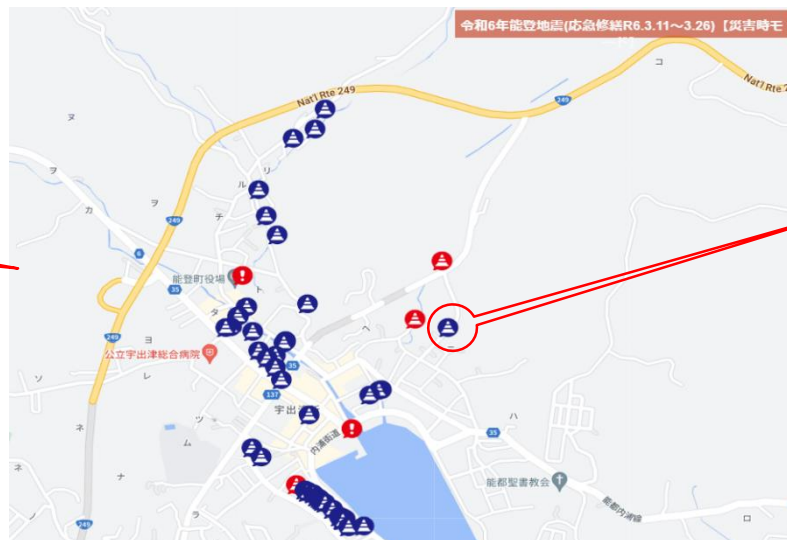 令和6年能登地震(応急修繕R6.3.11～3.26)【災害時モ
コ
Nat'l Rte 249
Nat'l Rte 2
249
ヌ
ヲ
リ
ル
カ
ヲ
チ
249
6
能登町役場
ト
35
タ
ヘ
249
ヨ
レ
公立宇出津総合病院
35
ソ
137
ニ
宇出
ツ
ハ
ネ
ム
内浦街道
35
ネ
ナ
能都聖書教会
能都内浦線
ノ
249
ラ
ロ